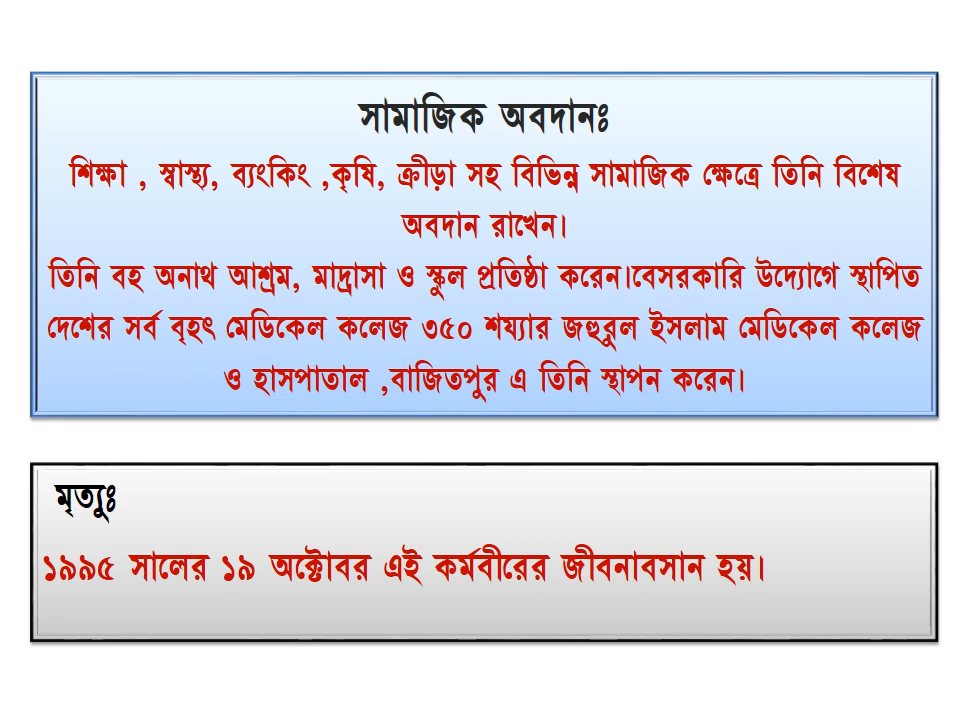 সামাজিক অবদানঃ
শিক্ষা , স্বাস্থ্য, ব্যংকিং ,কৃষি, ক্রীড়া সহ বিভিন্ন সামাজিক ক্ষেত্রে তিনি বিশেষ
অবদান রাখেন।
তিনি বহ অনাথ আশ্রম, মাদ্রাসা ও স্কুল প্রতিষ্ঠা করেন।বেসরকারি উদ্যোগে স্থাপিত
দেশের সর্ব বৃহৎ মেডিকেল কলেজ ৩৫০ শয্যার জহুরুল ইসলাম মেডিকেল কলেজ
ও হাসপাতাল ,বাজিতপুর এ তিনি স্থাপন করেন।
মৃত্যুঃ
১৯৯৫ সালের ১৯ অক্টোবর এই কর্মবীরের জীবনাবসান হয়।